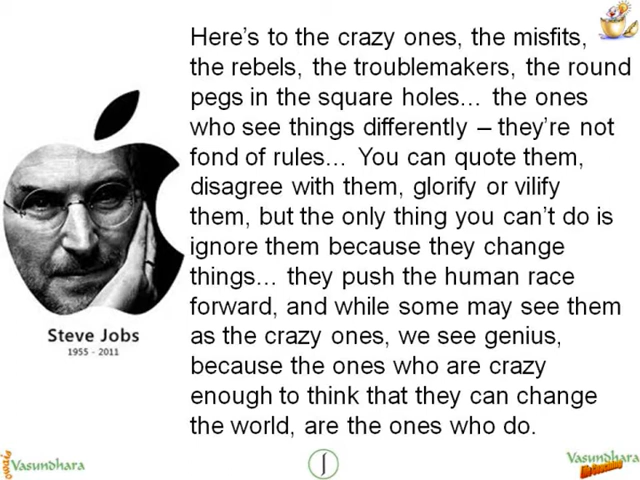 Here's to the crazy ones, the misfits,
the rebels, the troublemakers, the round
pegs in the square holes... the ones
who see things differently – they're not
fond of rules... You can quote them,
disagree with them, glorify or vilify
them, but the only thing you can't do is
ignore them because they change
things... they push the human race
forward, and while some may see them
as the crazy ones, we see genius,
because the ones who are crazy
enough to think that they can change
the world, are the ones who do.
Steve Jobs
1955 - 2011
Vasundhara
Vasundhara